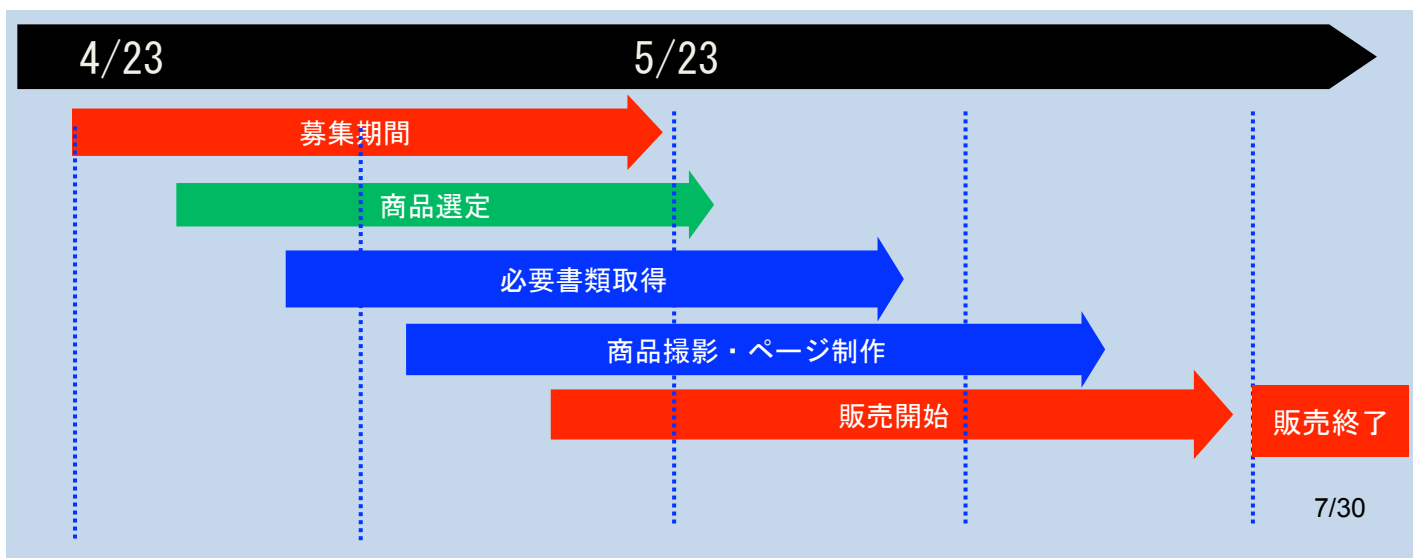 4/23 5/23
募集期間
商品選定
必要書類取得
商品撮影・ページ制作
販売開始
販売終了
7/30